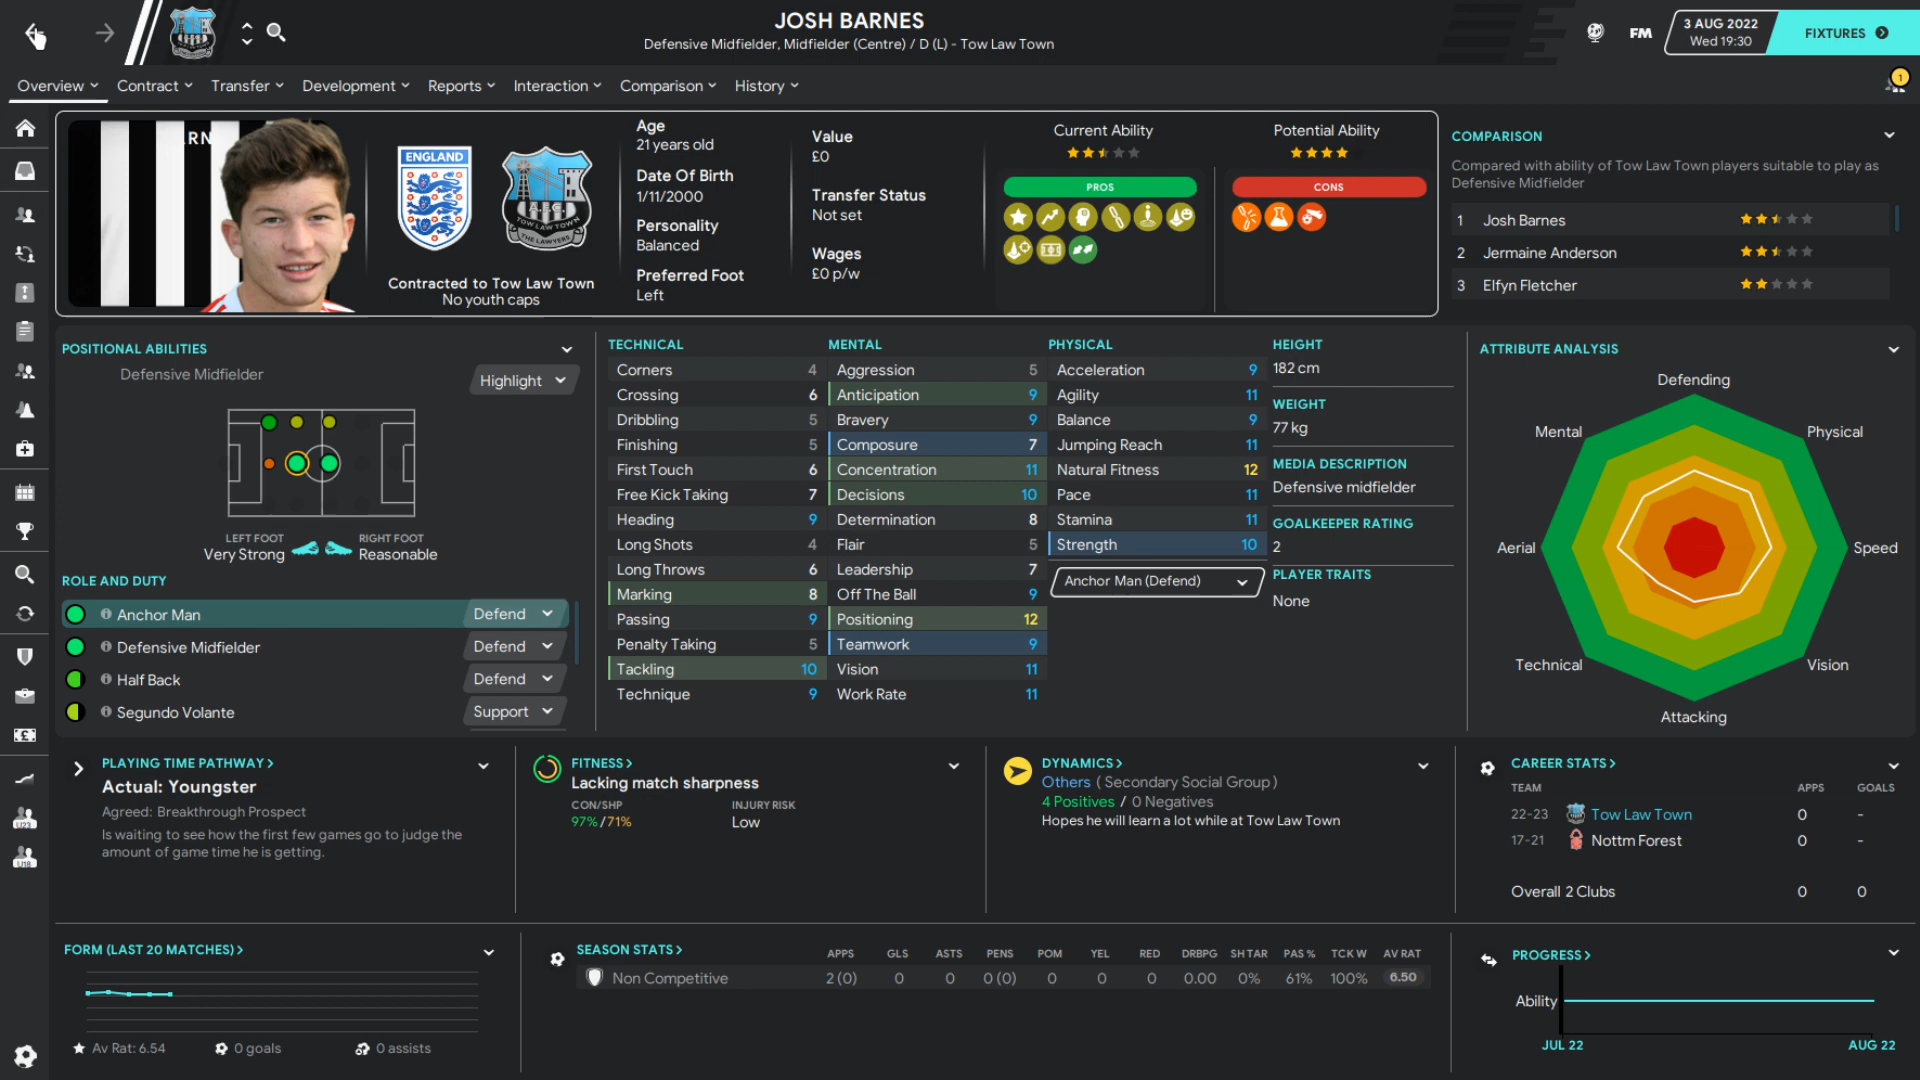 JOSH BARNES
Defensive Midfielder, Midfielder (Centre) / D (L) - Tow Law Town
FM
3 AUG 2022
Wed 19:30
FIXTURES
Overview
Contract
Transfer
Development
Reports
Interaction
Comparison
History
1
RN
ENGLAND
A.F.C.
TOW LAW TOWN
THE LAWYERS
Contracted to Tow Law Town
No youth caps
Age
21 years old
Date Of Birth
1/11/2000
Personality
Balanced
Preferred Foot
Left
Value
£0
Transfer Status
Not set
Wages
£0 p/w
Current Ability
PROS
Potential Ability
CONS
COMPARISON
Compared with ability of Tow Law Town players suitable to play as
Defensive Midfielder
1 Josh Barnes
2 Jermaine Anderson
3 Elfyn Fletcher
POSITIONAL ABILITIES
Defensive Midfielder
Highlight
LEFT FOOT
Very Strong
RIGHT FOOT
Reasonable
ROLE AND DUTY
Anchor Man Defend
Defensive Midfielder Defend
Half Back Defend
Segundo Volante Support
TECHNICAL
Corners 4
Crossing 6
Dribbling 5
Finishing 5
First Touch 6
Free Kick Taking 7
Heading 9
Long Shots 4
Long Throws 6
Marking 8
Passing 9
Penalty Taking 5
Tackling 10
Technique 9
MENTAL
Aggression 5
Anticipation 9
Bravery 9
Composure 7
Concentration 11
Decisions 10
Determination 8
Flair 5
Leadership 7
Off The Ball 9
Positioning 12
Teamwork 9
Vision 11
Work Rate 11
PHYSICAL
Acceleration 9
Agility 11
Balance 9
Jumping Reach 11
Natural Fitness 12
Pace 11
Stamina 11
Strength 10
Anchor Man (Defend)
HEIGHT
182 cm
WEIGHT
77 kg
MEDIA DESCRIPTION
Defensive midfielder
GOALKEEPER RATING
2
PLAYER TRAITS
None
ATTRIBUTE ANALYSIS
Defending
Mental
Physical
Aerial
Speed
Technical
Vision
Attacking
PLAYING TIME PATHWAY >
Actual: Youngster
Agreed: Breakthrough Prospect
Is waiting to see how the first few games go to judge the
amount of game time he is getting.
FITNESS >
Lacking match sharpness
CON/SHP
97% / 71%
INJURY RISK
Low
DYNAMICS >
Others ( Secondary Social Group )
4 Positives / 0 Negatives
Hopes he will learn a lot while at Tow Law Town
CAREER STATS >
TEAM APPS GOALS
22-23 Tow Law Town 0 -
17-21 Nottm Forest 0 -
Overall 2 Clubs 0 0
U23
U18
FORM (LAST 20 MATCHES) >
Av Rat: 6.54
0 goals
0 assists
SEASON STATS >
APPS GLS ASTS PENS POM YEL RED DRBPG SH TAR PAS % TCK W AV RAT
Non Competitive 2 (0) 0 0 0 (0) 0 0 0 0.00 0% 61% 100% 6.50
PROGRESS >
Ability
JUL 22
AUG 22